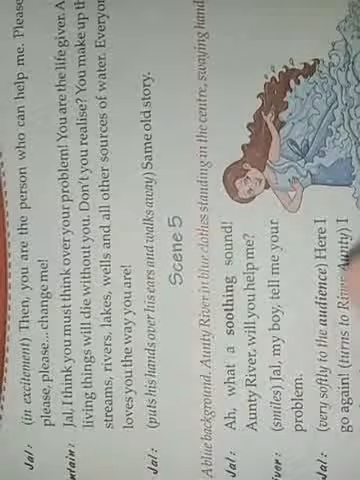 Jal: (in excitement) Then, you are the person who can help me. Please
please, please... change me!
ntain: Jal, I think you must think over your problem! You are the life giver. A
living things will die without you. Don't you realise? You make up th
streams, rivers, lakes, wells and all other sources of water. Everyon
loves you the way you are!
Jal: (puts his hands over his ears and walks away) Same old story.
Scene 5
A blue background. Aunty River in blue clothes standing in the centre, swaying hand
Jal: Ah, what a soothing sound!
Aunty River, will you help me?
iver: (smiles) Jal, my boy, tell me your
problem.
Jal: (very softly to the audience) Here I
go again! (turns to River Aunty) I